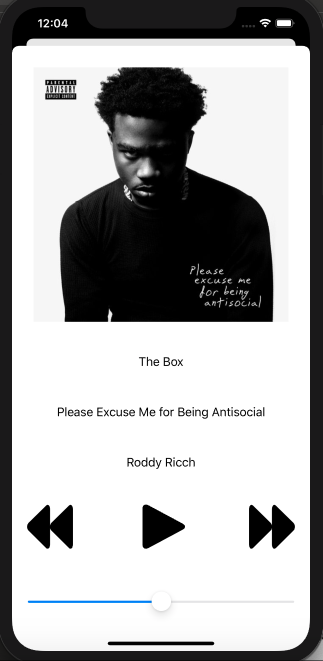 12:04
PARENTAL
ADVISORY
EXPLICIT CONTENT
Please
excuse me
for being
antisocial
The Box
Please Excuse Me for Being Antisocial
Roddy Ricch